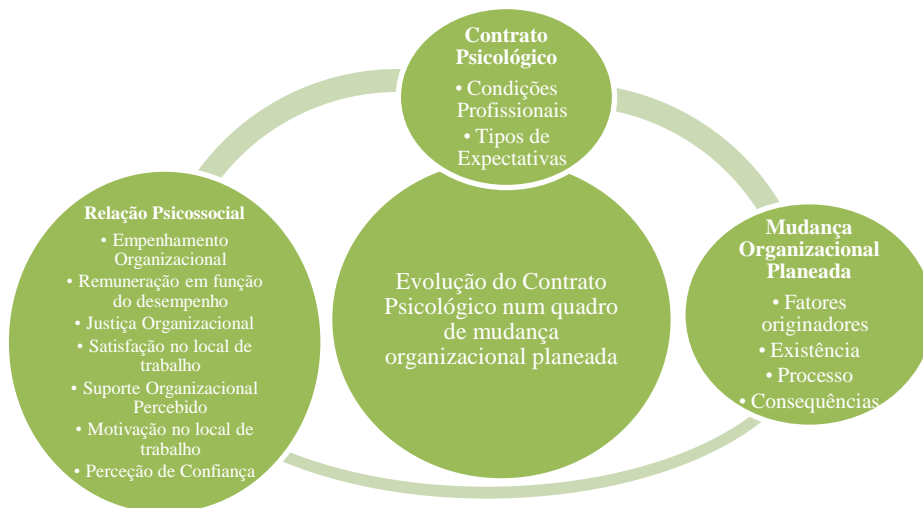 Contrato
Psicológico
• Condições
Profissionais
• Tipos de
Expectativas
Relação Psicossocial
• Empenhamento
Organizacional
• Remuneração em função
do desempenho
• Justiça Organizacional
• Satisfação no local de
trabalho
• Suporte Organizacional
Percebido
• Motivação no local de
trabalho
• Perceção de Confiança
Evolução do Contrato
Psicológico num quadro
de mudança
organizacional planeada
Mudança
Organizacional
Planeada
• Fatores
originadores
• Existência
• Processo
• Consequências